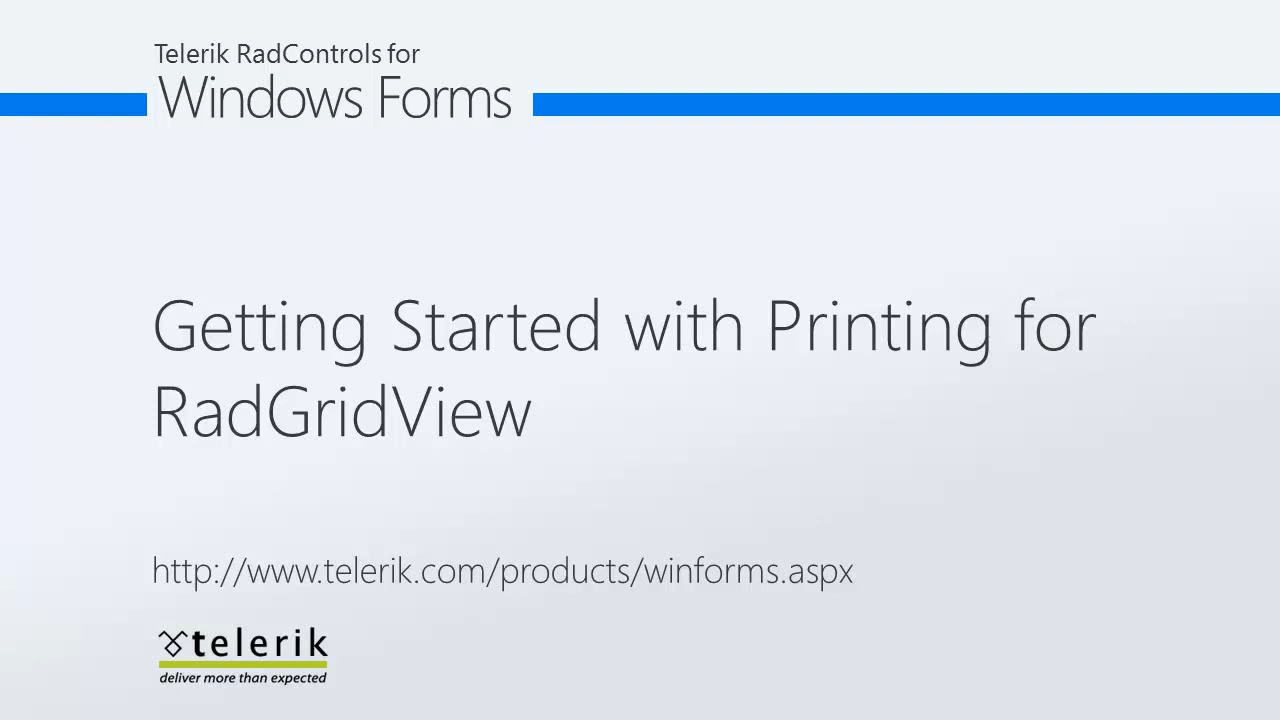 Telerik RadControls for
Windows Forms
Getting Started with Printing for
RadGridView
http://www.telerik.com/products/winforms.aspx
telerik
deliver more than expected